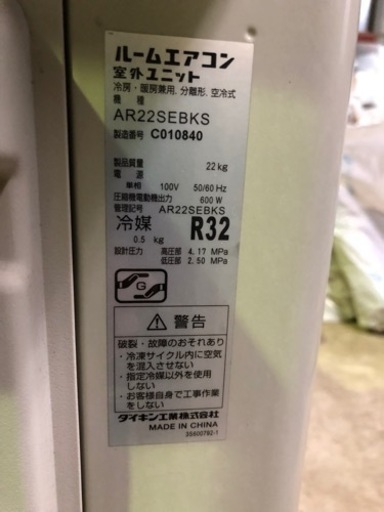 ルームエアコン
室外ユニット
冷房・暖房兼用. 分離形. 空冷式
機 種
AR22SEBKS
製造番号 C010840
製品質量 22 kg
電 源
単相 100V 50/60 Hz
圧縮機電動機出力 600 W
管理記号 AR22SEBKS
冷媒 R32
0.5 kg
設計圧力 高圧部 4.17 MPa
低圧部 2.50 MPa
G
警告
破裂・故障のおそれあり
・冷凍サイクル内に空気
を混入させない
・指定冷媒以外を使用
しない
・お客様自身で工事作業
をしない
ダイキン工業株式会社
MADE IN CHINA
3S600792-1